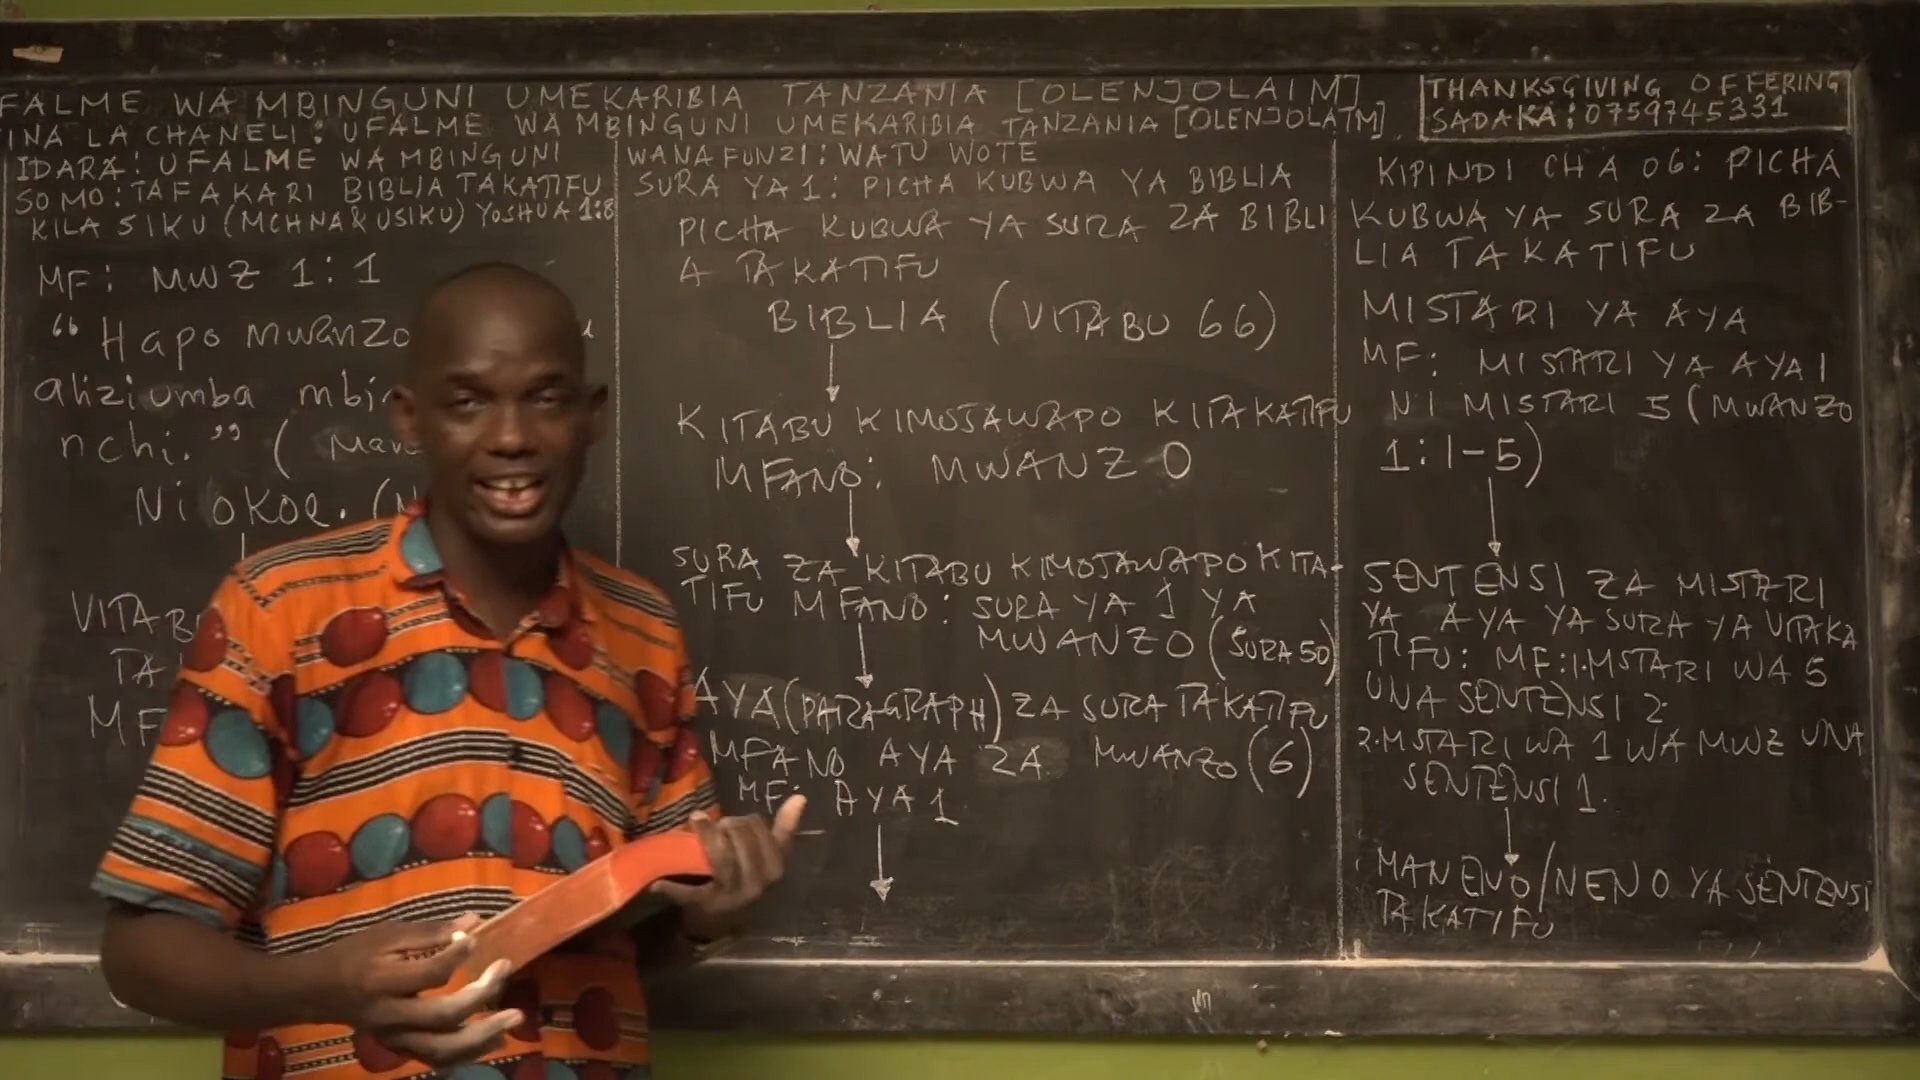 FALME WA MBINGUNI UMEKARIBIA TANZANIA [OLENJOLAIM]
INA LA CHANELI: UFALME WA MBINGUNI UMEKARIBIA TANZANIA [OLENJOLAIM]
THANKSGIVING OFFERING
SADAKA: 0759745331
IDARA: UFALME WA MBINGUNI
SOMO: TAFAKARI BIBLIA TAKATIFU
KILA SIKU (MCHNA & USIKU) YOSHUA 1:8
MF: MWZ 1:1
"Hapo mwanzo
aliziumba mbin
nchi." (
Ni okoe.
VITAB
TA
MF
WANAFUNZI: WATU WOTE
SURA YA 1: PICHA KUBWA YA BIBLIA
PICHA KUBWA YA SURA ZA BIBLI
A TAKATIFU
BIBLIA (VITABU 66)
KITABU KIMOJAWAPO KITAKATIFU
MFANO: MWANZO
SURA ZA KITABU KIMOJAWAPO KITA-
TIFU MFANO: SURA YA 1 YA
MWANZO (SURA 50)
AYA (PARAGRAPH) ZA SURA TAKATIFU
MFANO AYA ZA MWANZO (6)
MF: AYA 1
KIPINDI CHA 06: PICHA
KUBWA YA SURA ZA BIB-
LIA TAKATIFU
MISTARI YA AYA
MF: MISTARI YA AYA 1
NI MISTARI 5 (MWANZO
1:1-5)
SENTENSI ZA MISTARI
YA AYA YA SURA YA VITAKA
TIFU: MF: 1. MSTARI WA 5
UNA SENTENSI 2.
2. MSTARI WA 1 WA MWZ UNA
SENTENSI 1.
MANENO/NENO YA SENTENSI
TAKATIFU